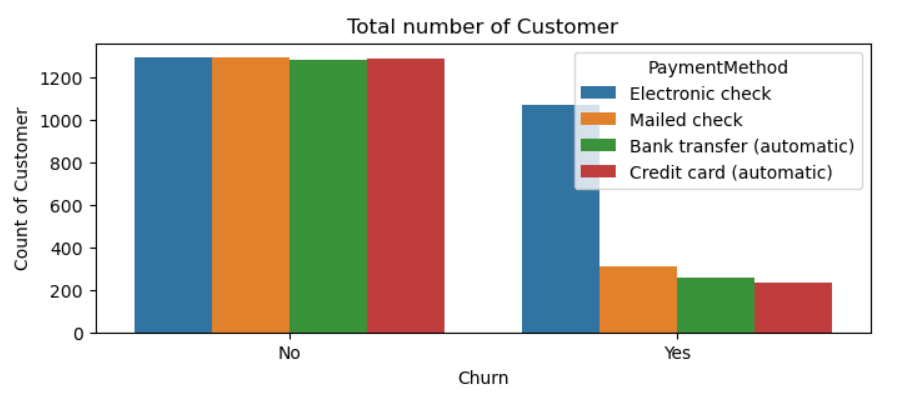 Total number of Customer
Count of Customer
1200
1000
800
600
400
200
0
PaymentMethod
Electronic check
Mailed check
Bank transfer (automatic)
Credit card (automatic)
No
Yes
Churn